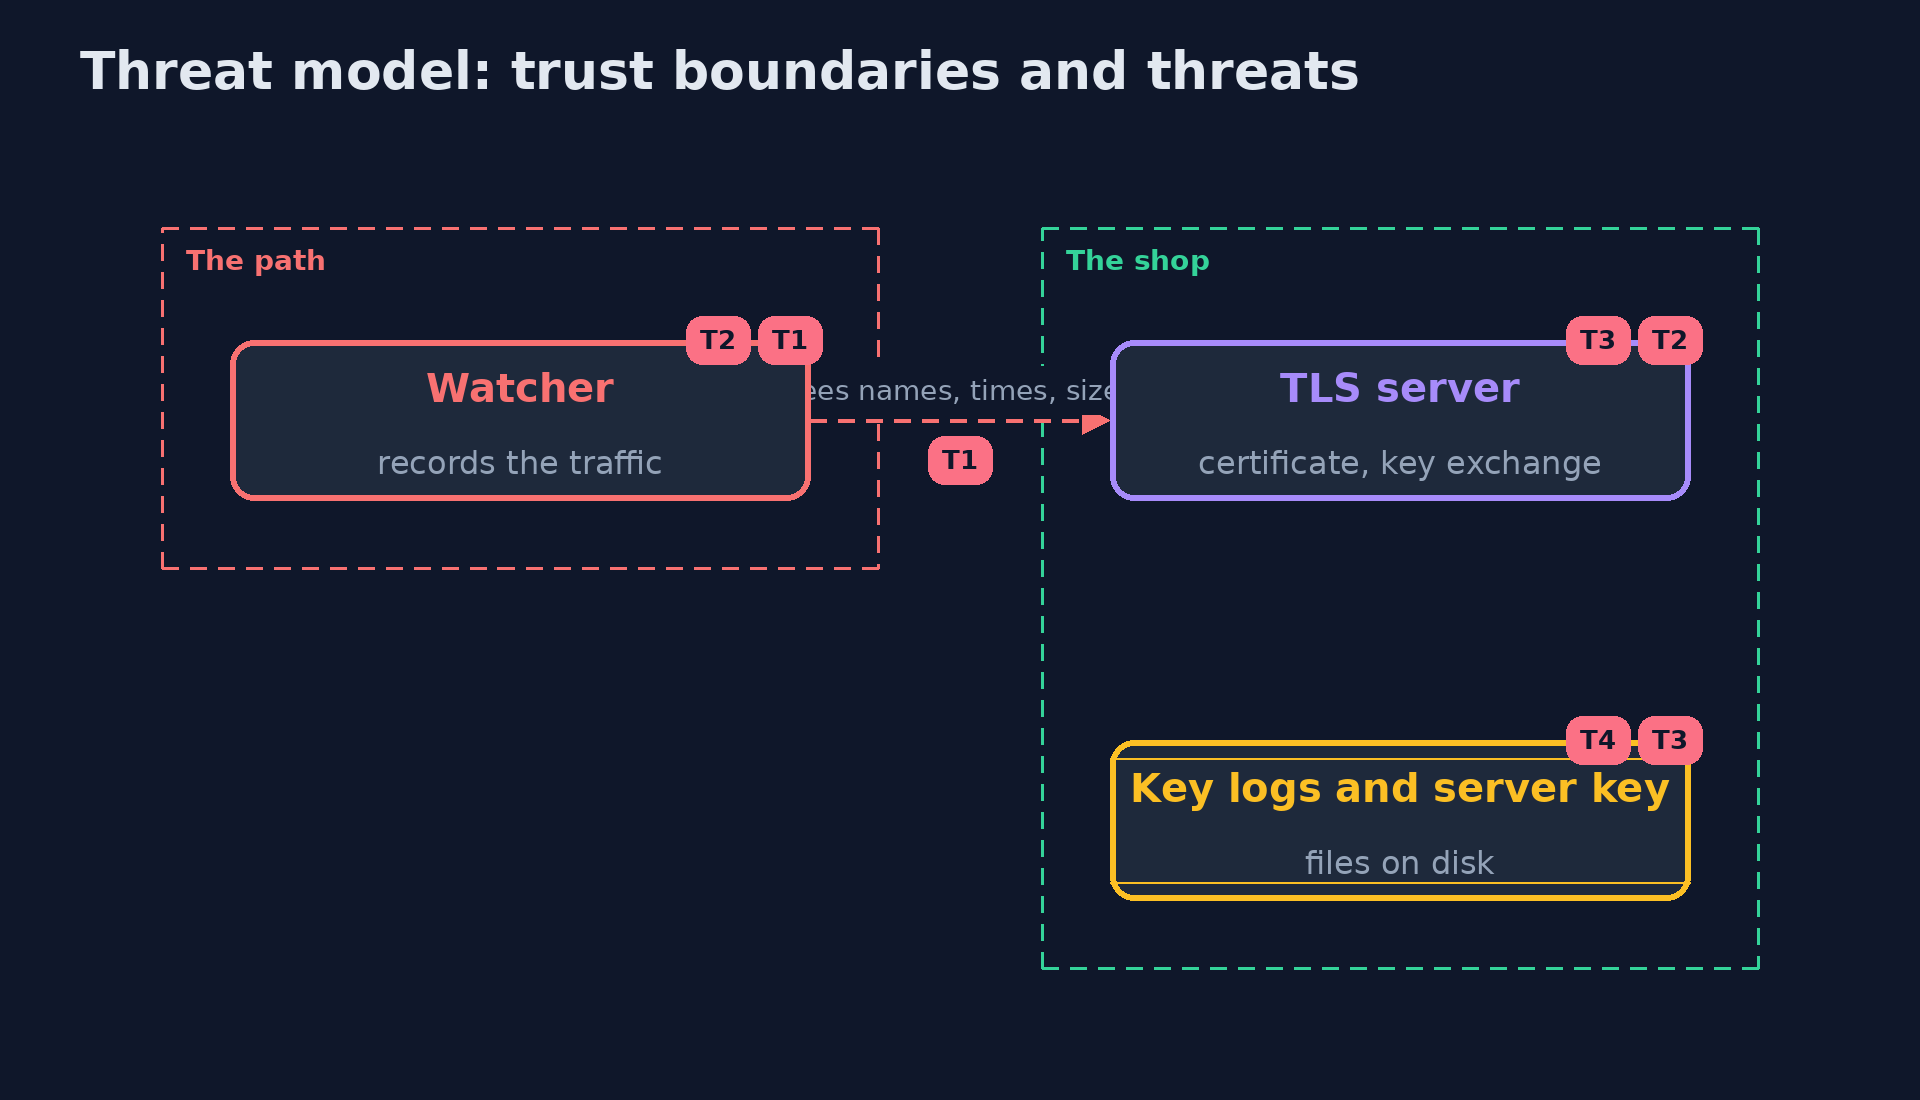 Threat model: trust boundaries and threats
The path
The shop
T2 T1
T3 T2
Watcher
names, times,
TLS server
records the traffic
T1
certificate, key exchange
T4 T3
Key logs and server key
files on disk